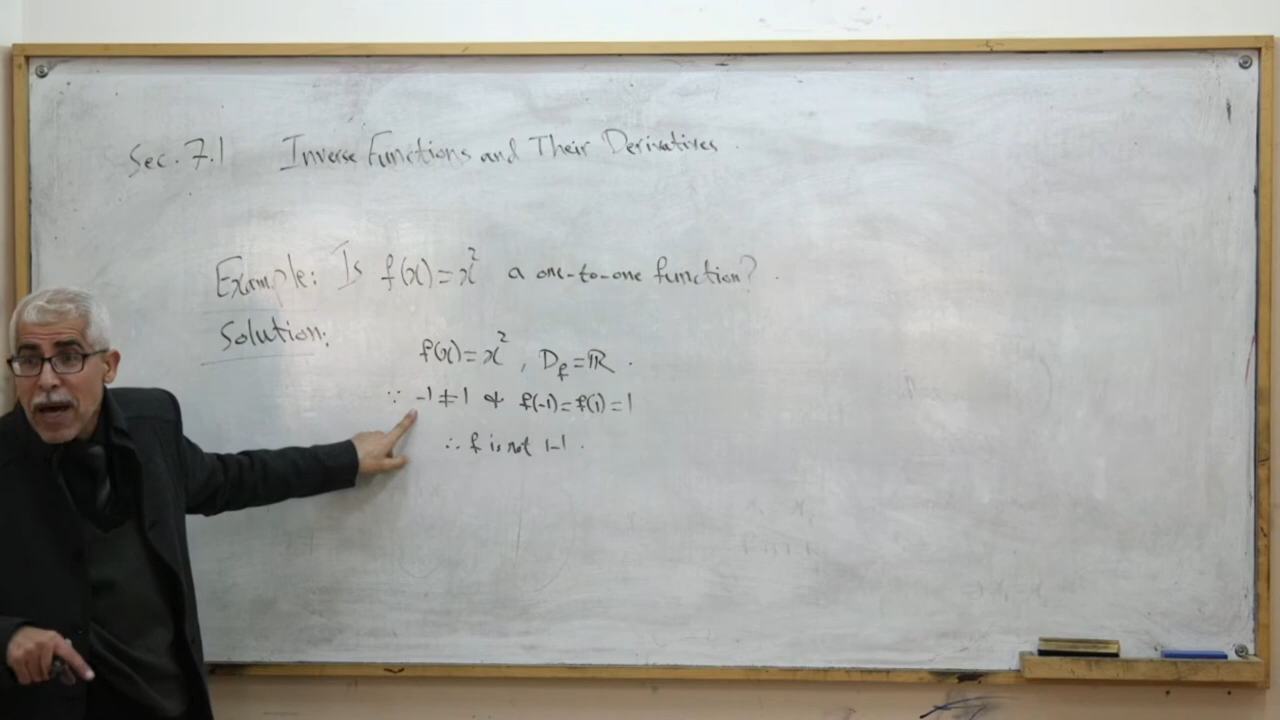 Sec. 7.1 Inverse Functions and Their Derivatives.
Example: Is f(x)=x² a one-to-one function?.
Solution:
f(x)=x², D_f=ℝ.
∵ -1≠1 & f(-1)=f(1)=1
∴ f is not 1-1.